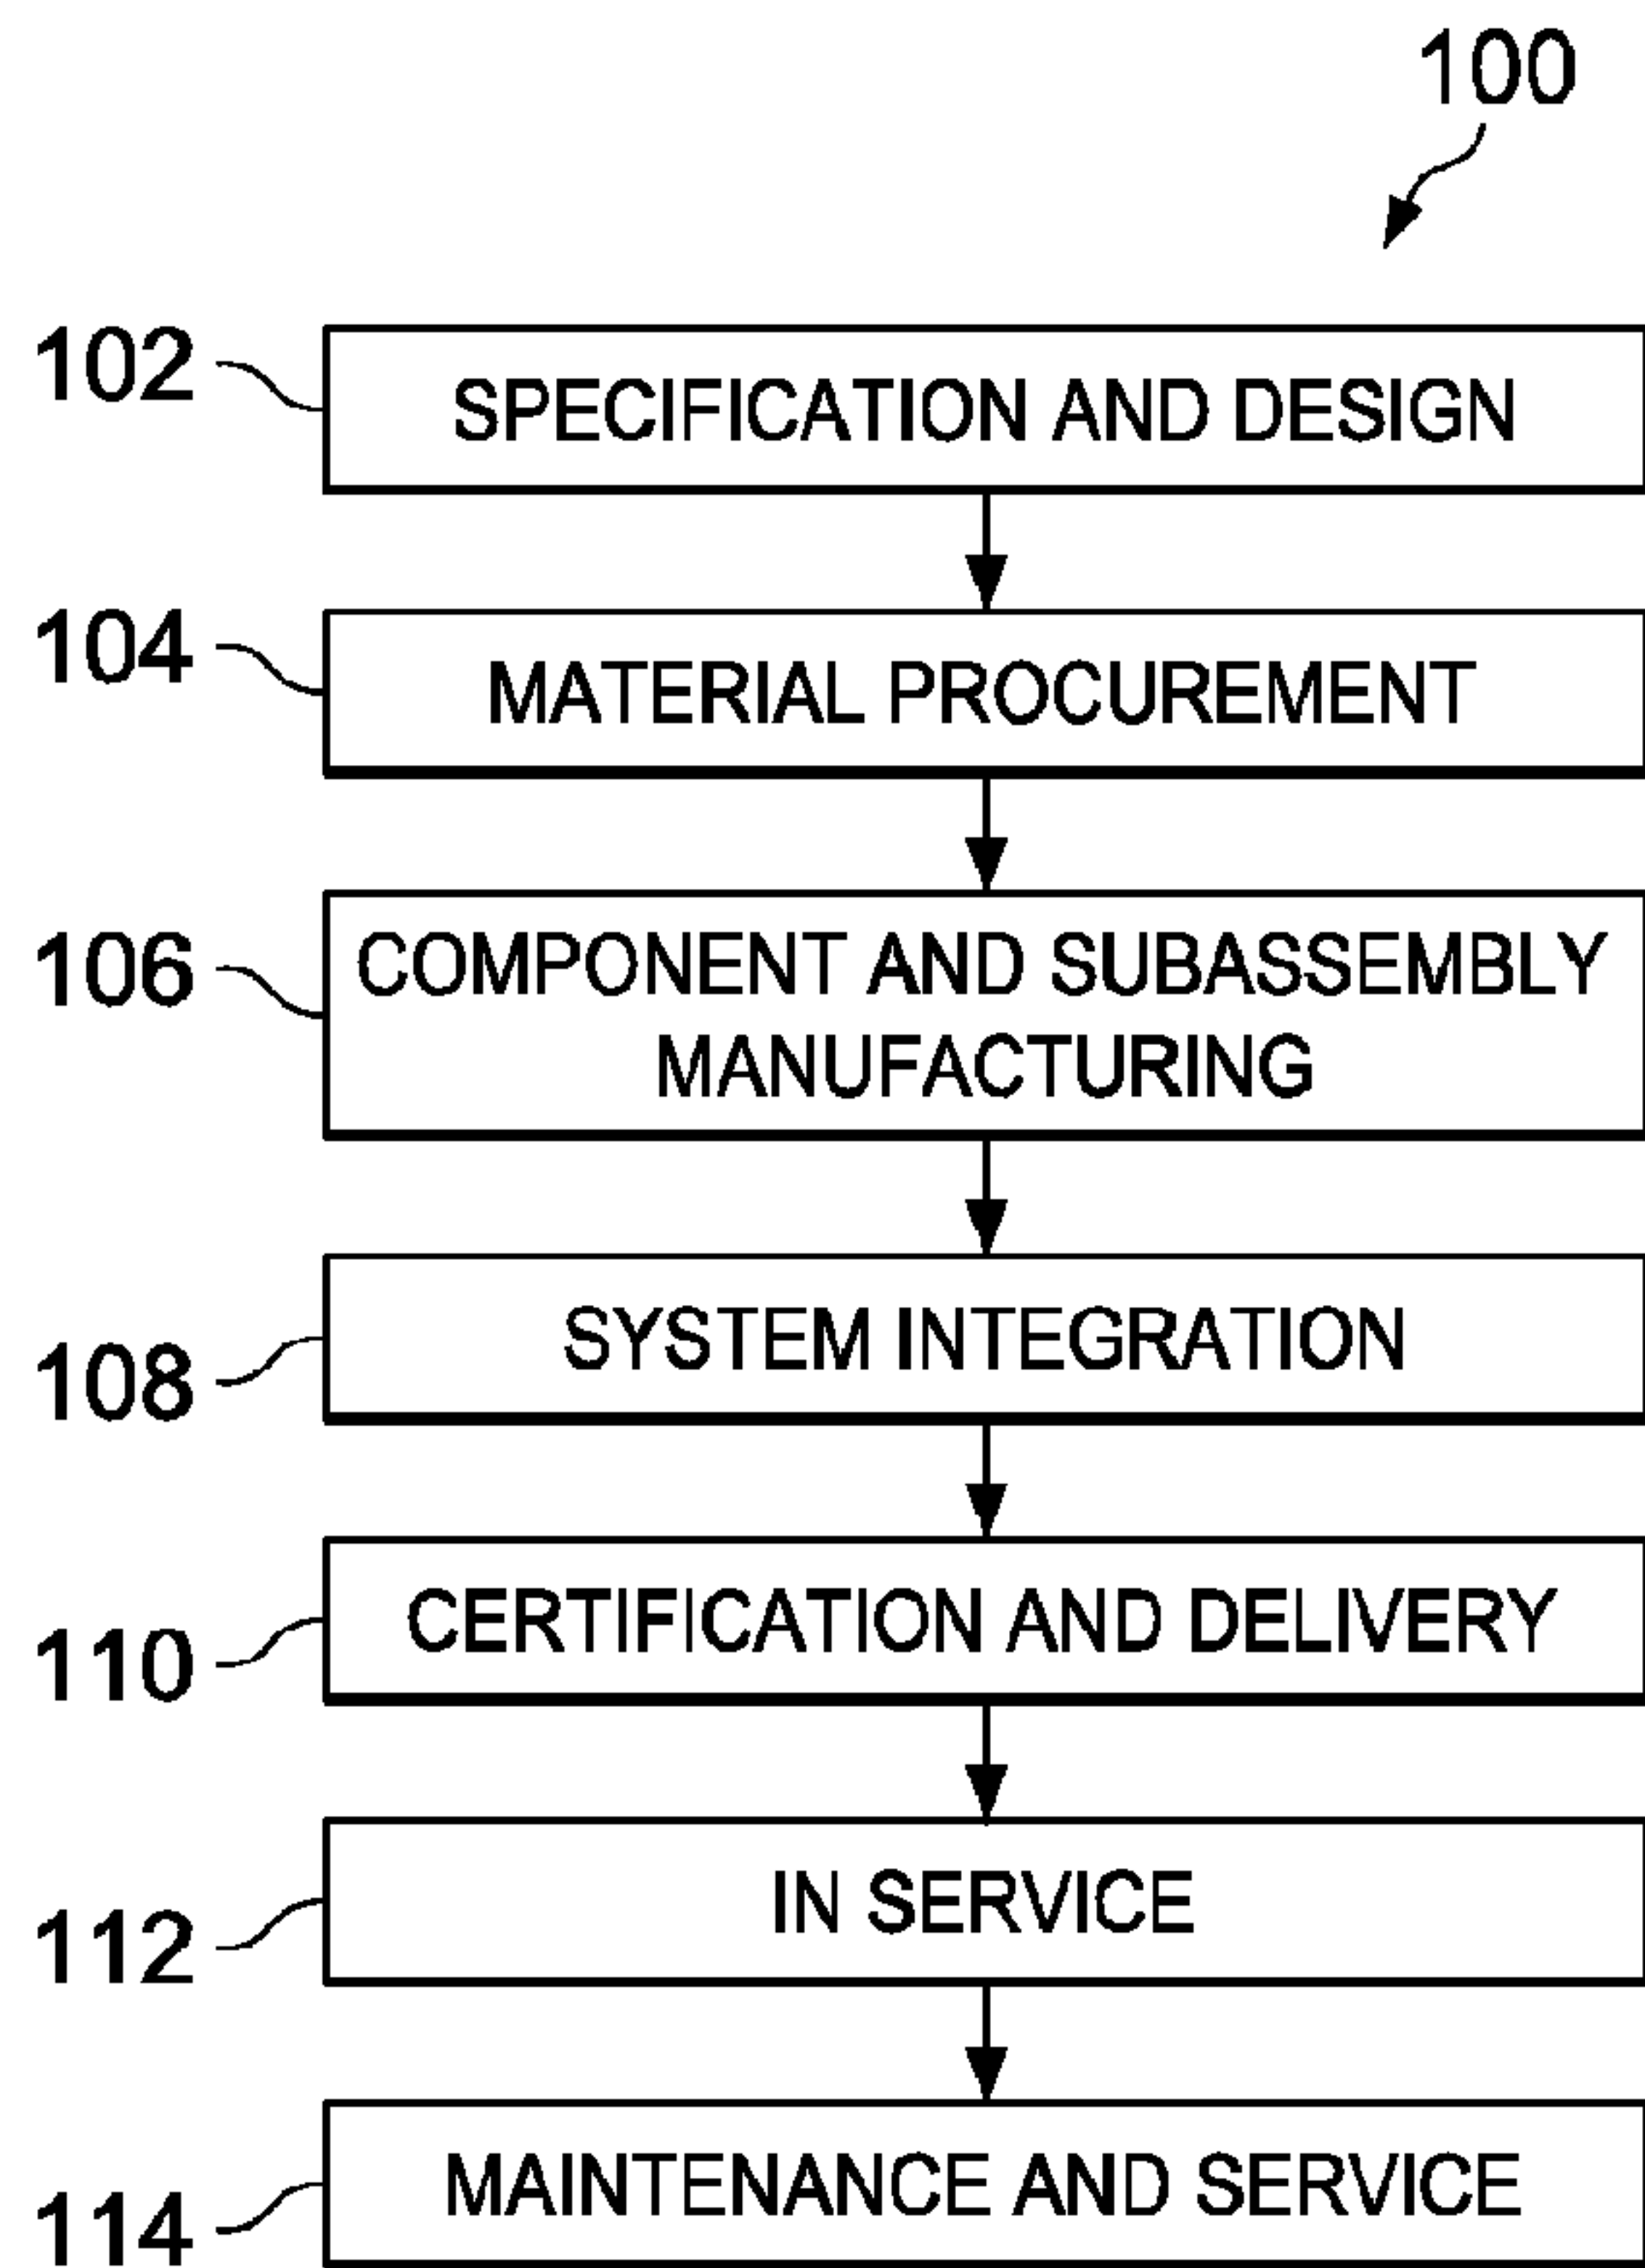 100
102
SPECIFICATION AND DESIGN
104
MATERIAL PROCUREMENT
106
COMPONENT AND SUBASSEMBLY
MANUFACTURING
108
SYSTEM INTEGRATION
110
CERTIFICATION AND DELIVERY
112
IN SERVICE
114
MAINTENANCE AND SERVICE